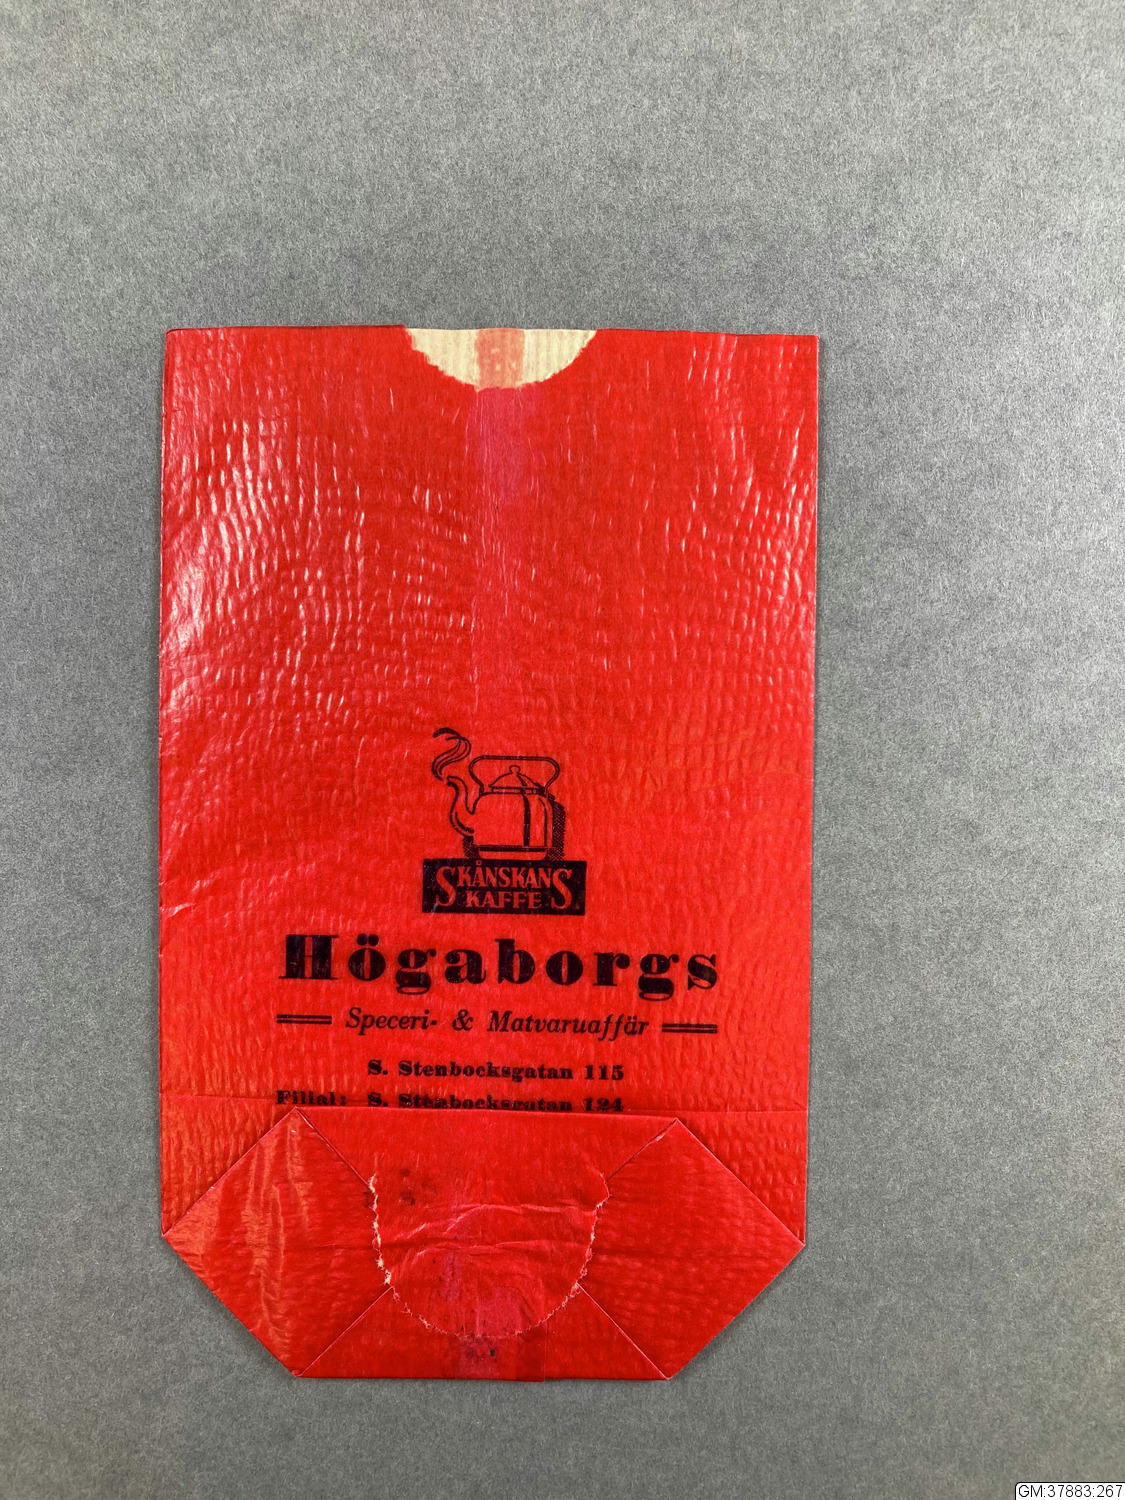 SKÅNSKANS
KAFFE
Högaborgs
Speceri- & Matvaruaffär
S. Stenbocksgatan 115
Filial: S. Stenbocksgatan 124
GM:37883:267